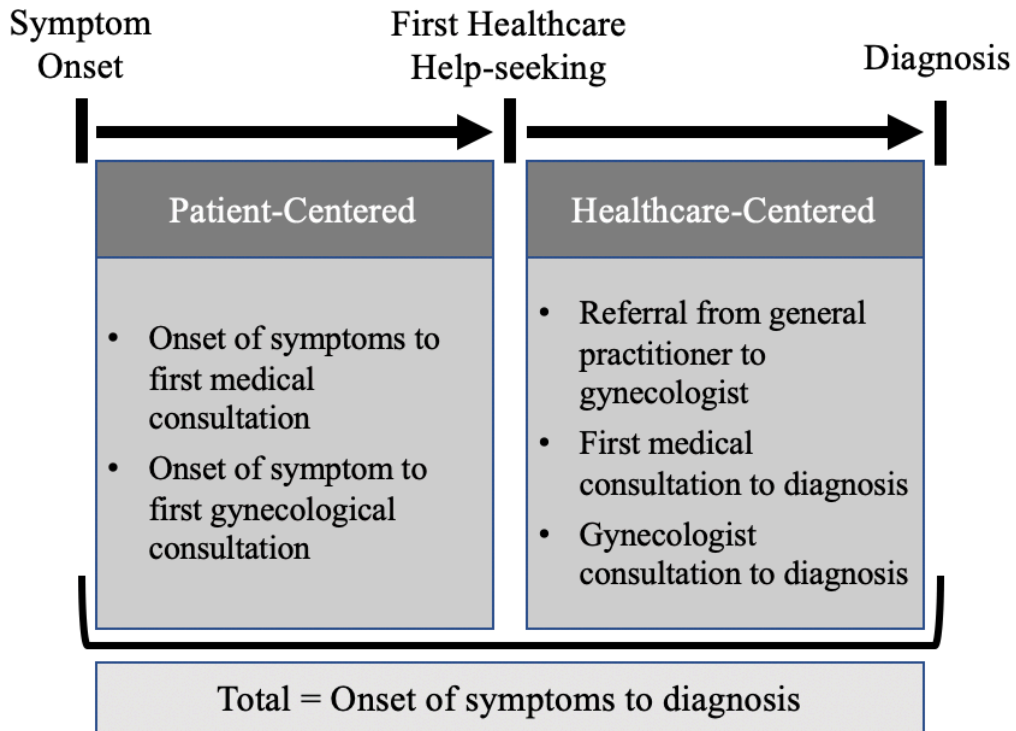 Symptom
Onset
First Healthcare
Help-seeking
Diagnosis
Patient-Centered
• Onset of symptoms to
first medical
consultation
• Onset of symptom to
first gynecological
consultation
Healthcare-Centered
• Referral from general
practitioner to
gynecologist
• First medical
consultation to diagnosis
• Gynecologist
consultation to diagnosis
Total = Onset of symptoms to diagnosis